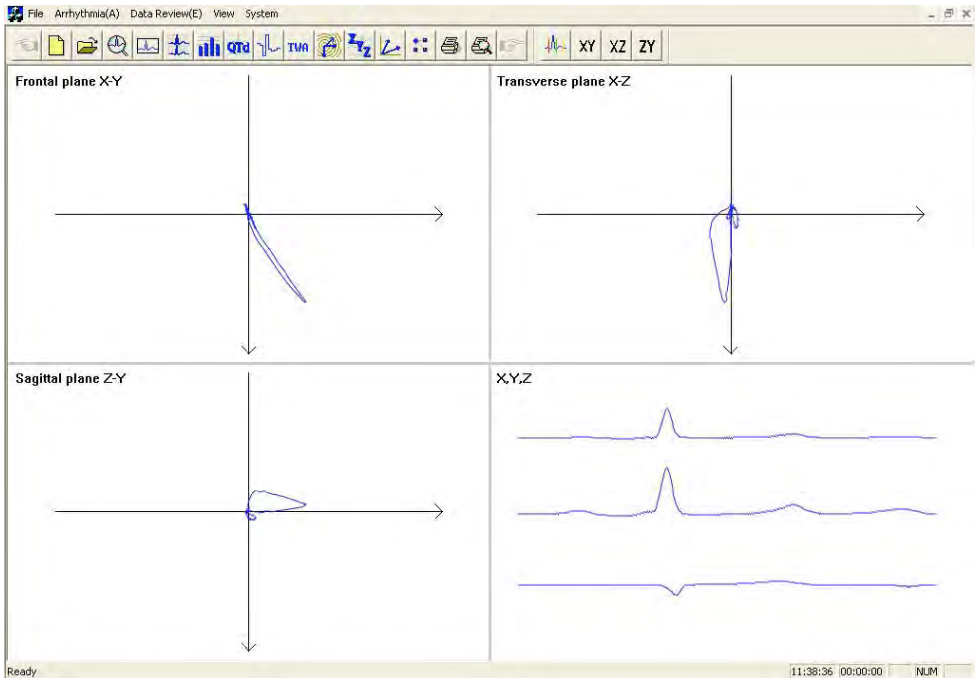 File Arrhythmia(A) Data Review(E) View System
QTd TWA Z Y Z XY XZ ZY
Frontal plane X-Y
Transverse plane X-Z
Sagittal plane Z-Y
X,Y,Z
Ready 11:38:36 00:00:00 NUM